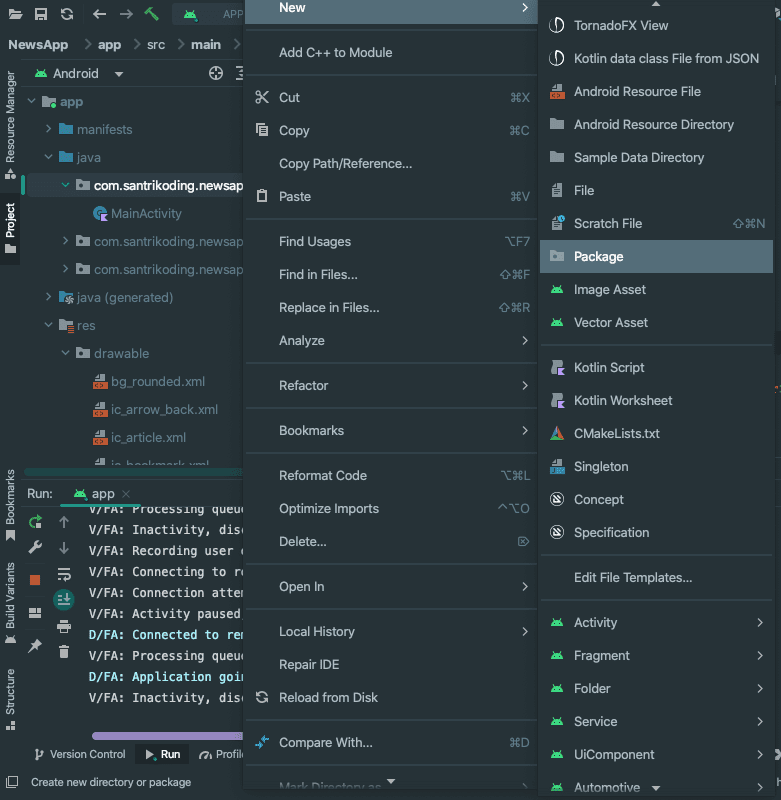 APP
NewsApp
app
src
main
Android
Resource Manager
Project
app
manifests
java
com.santrikoding.newsap
MainActivity
com.santrikoding.newsap
com.santrikoding.newsap
java (generated)
res
drawable
bg_rounded.xml
ic_arrow_back.xml
ic_article.xml
ic_bookmark.xml
Bookmarks
Build Variants
Structure
Run:
app
V/FA: Processing queue
V/FA: Inactivity, disc
V/FA: Recording user e
V/FA: Connecting to re
V/FA: Connection attem
V/FA: Activity paused,
D/FA: Connected to rem
V/FA: Processing queue
D/FA: Application goin
V/FA: Inactivity, disc
Version Control
Run
Profile
Create new directory or package
New
Add C++ to Module
Cut ⌘X
Copy ⌘C
Copy Path/Reference...
Paste ⌘V
Find Usages ⌥F7
Find in Files... ⇧⌘F
Replace in Files... ⇧⌘R
Analyze
Refactor
Bookmarks
Reformat Code ⌥⌘L
Optimize Imports ^⌥O
Delete... ⌦
Open In
Local History
Repair IDE
Reload from Disk
Compare With... ⌘D
Mark Directory as
TornadoFX View
Kotlin data class File from JSON
Android Resource File
Android Resource Directory
Sample Data Directory
File
Scratch File ⇧⌘N
Package
Image Asset
Vector Asset
Kotlin Script
Kotlin Worksheet
CMakeLists.txt
Singleton
Concept
Specification
Edit File Templates...
Activity
Fragment
Folder
Service
UiComponent
Automotive